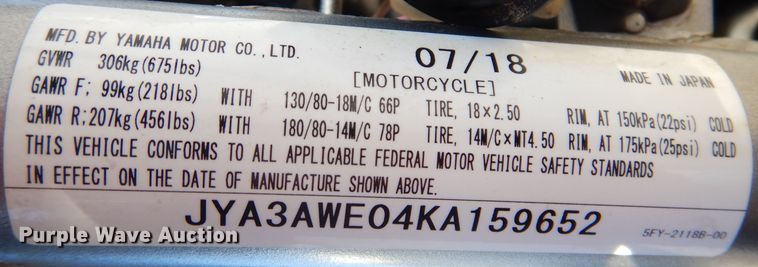 MFD. BY YAMAHA MOTOR CO.,LTD. 07/18
GVWR 306kg(675lbs) [MOTORCYCLE] MADE IN JAPAN
GAWR F: 99kg(218lbs) WITH 130/80-18M/C 66P TIRE, 18×2.50 RIM, AT 150kPa(22psi) COLD
GAWR R:207kg(456lbs) WITH 180/80-14M/C 78P TIRE, 14M/C×MT4.50 RIM, AT 175kPa(25psi) COLD
THIS VEHICLE CONFORMS TO ALL APPLICABLE FEDERAL MOTOR VEHICLE SAFETY STANDARDS
IN EFFECT ON THE DATE OF MANUFACTURE SHOWN ABOVE.
JYA3AWE04KA159652
5FY-2118B-00
Purple Wave Auction